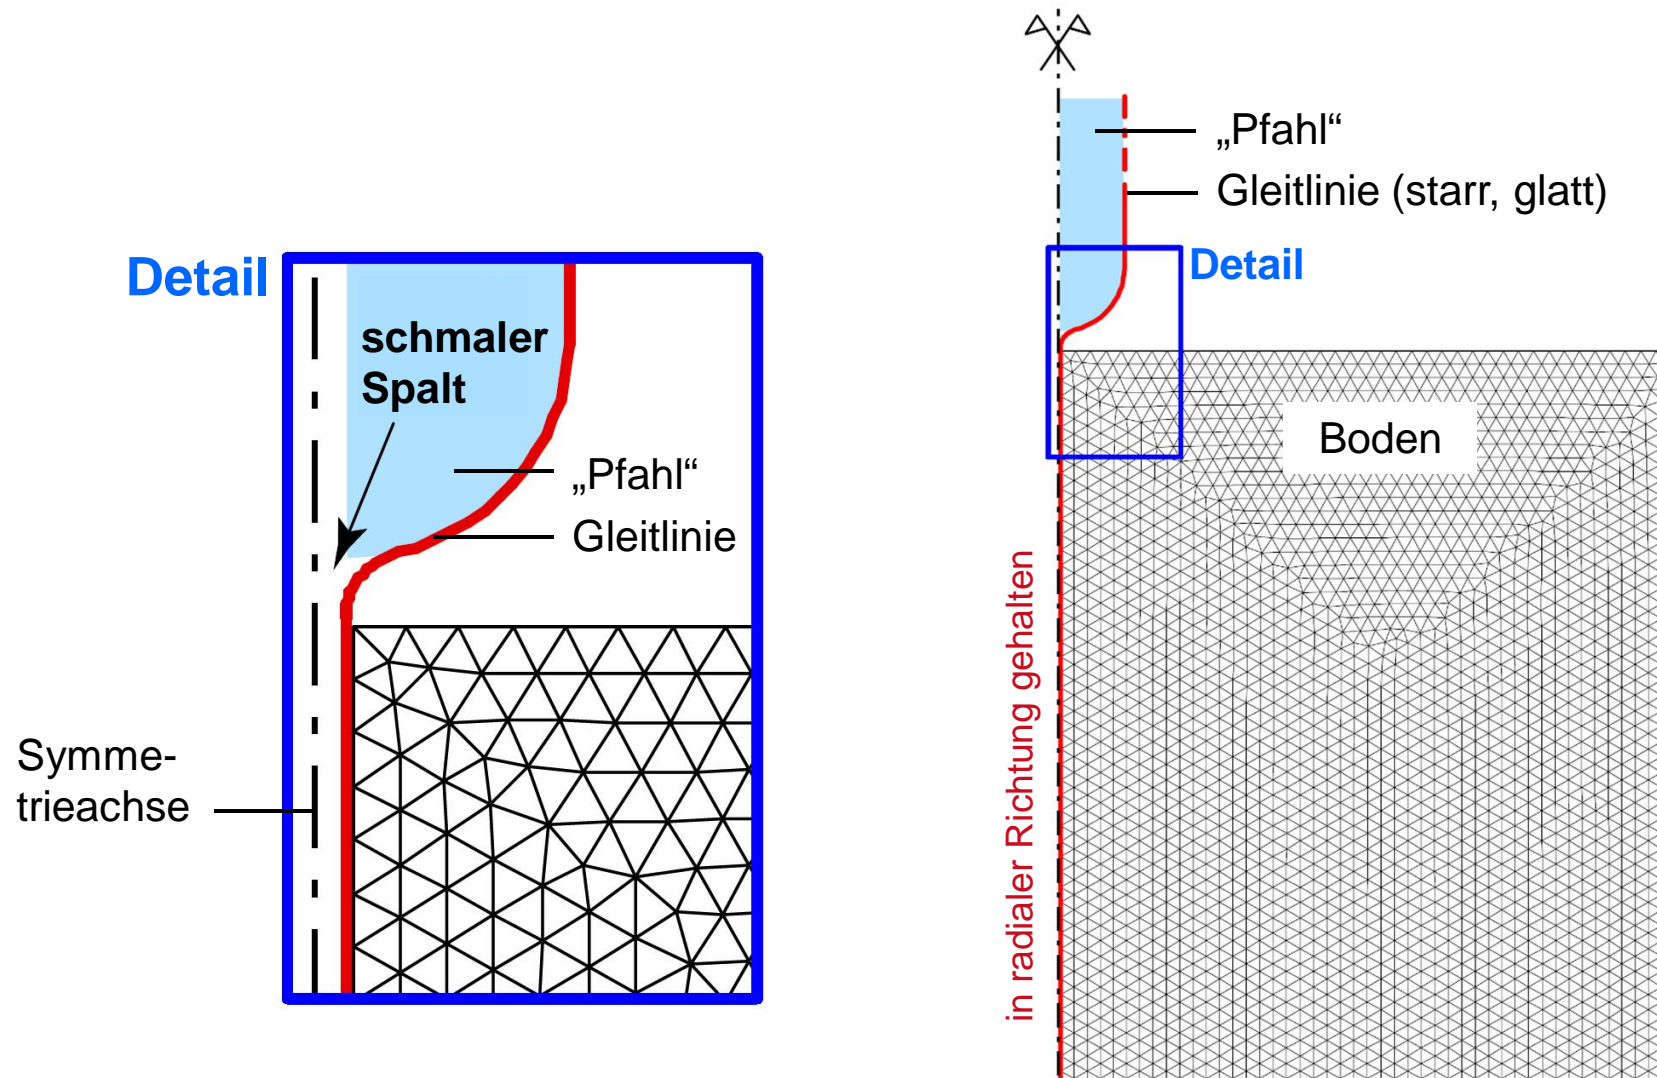 Detail
schmaler
Spalt
„Pfahl“
Gleitlinie
Symme-
trieachse
„Pfahl“
Gleitlinie (starr, glatt)
Detail
Boden
in radialer Richtung gehalten